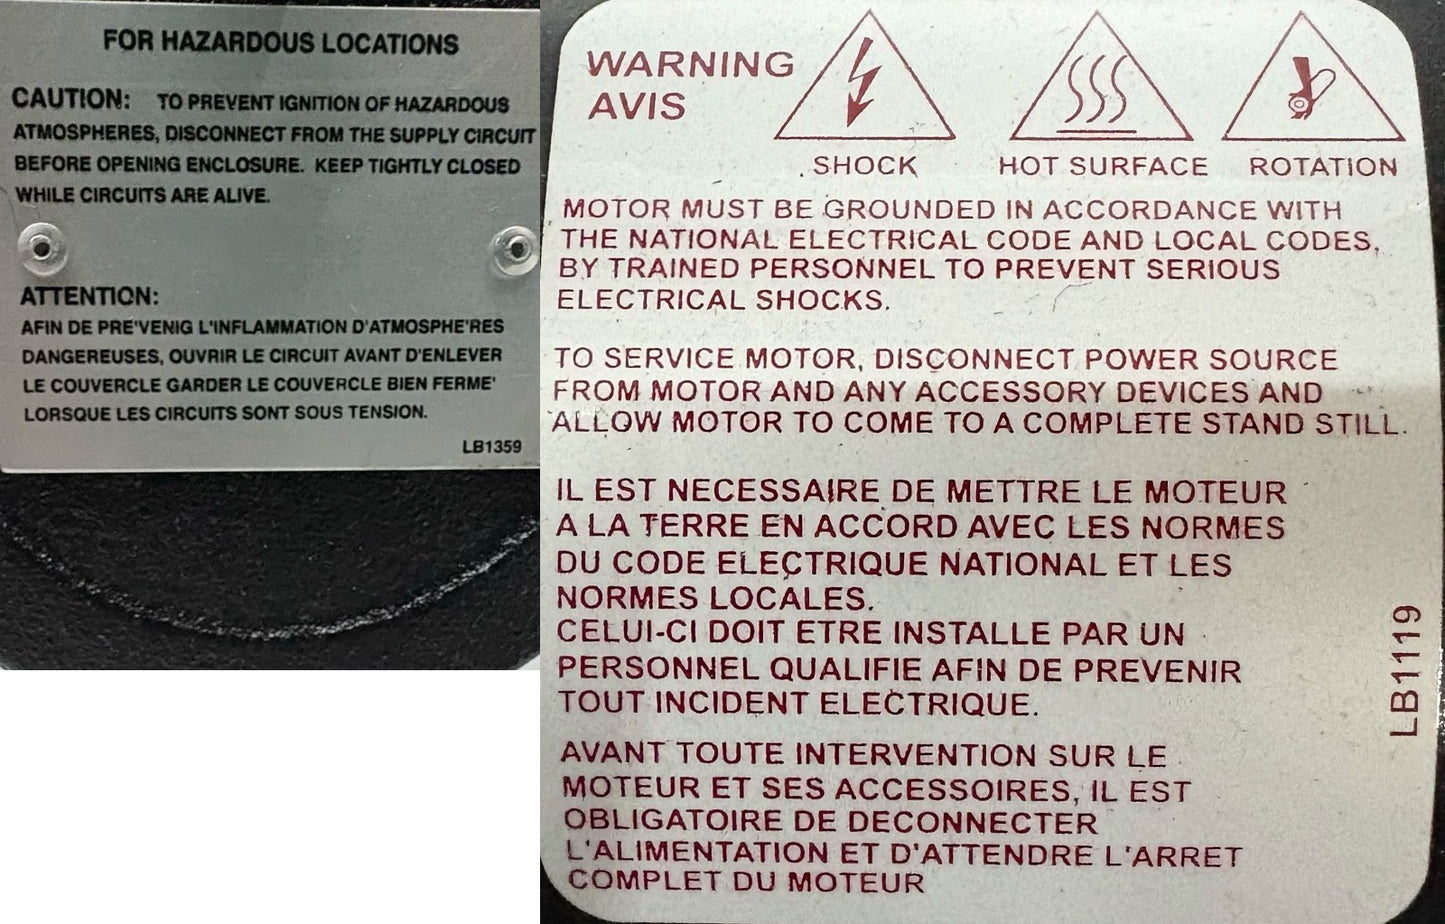 FOR HAZARDOUS LOCATIONS
CAUTION: TO PREVENT IGNITION OF HAZARDOUS
ATMOSPHERES, DISCONNECT FROM THE SUPPLY CIRCUIT
BEFORE OPENING ENCLOSURE. KEEP TIGHTLY CLOSED
WHILE CIRCUITS ARE ALIVE.
ATTENTION:
AFIN DE PRE'VENIG L'INFLAMMATION D'ATMOSPHE'RES
DANGEREUSES, OUVRIR LE CIRCUIT AVANT D'ENLEVER
LE COUVERCLE GARDER LE COUVERCLE BIEN FERME'
LORSQUE LES CIRCUITS SONT SOUS TENSION.
LB1359
WARNING
AVIS
SHOCK HOT SURFACE ROTATION
MOTOR MUST BE GROUNDED IN ACCORDANCE WITH
THE NATIONAL ELECTRICAL CODE AND LOCAL CODES,
BY TRAINED PERSONNEL TO PREVENT SERIOUS
ELECTRICAL SHOCKS.
TO SERVICE MOTOR, DISCONNECT POWER SOURCE
FROM MOTOR AND ANY ACCESSORY DEVICES AND
ALLOW MOTOR TO COME TO A COMPLETE STAND STILL.
IL EST NECESSAIRE DE METTRE LE MOTEUR
A LA TERRE EN ACCORD AVEC LES NORMES
DU CODE ELECTRIQUE NATIONAL ET LES
NORMES LOCALES.
CELUI-CI DOIT ETRE INSTALLE PAR UN
PERSONNEL QUALIFIE AFIN DE PREVENIR
TOUT INCIDENT ELECTRIQUE.
AVANT TOUTE INTERVENTION SUR LE
MOTEUR ET SES ACCESSOIRES, IL EST
OBLIGATOIRE DE DECONNECTER
L'ALIMENTATION ET D'ATTENDRE L'ARRET
COMPLET DU MOTEUR
LB1119